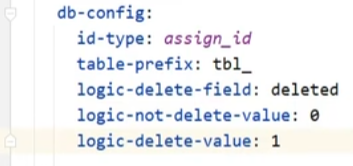 db-config:
id-type: assign_id
table-prefix: tbl_
logic-delete-field: deleted
logic-not-delete-value: 0
logic-delete-value: 1